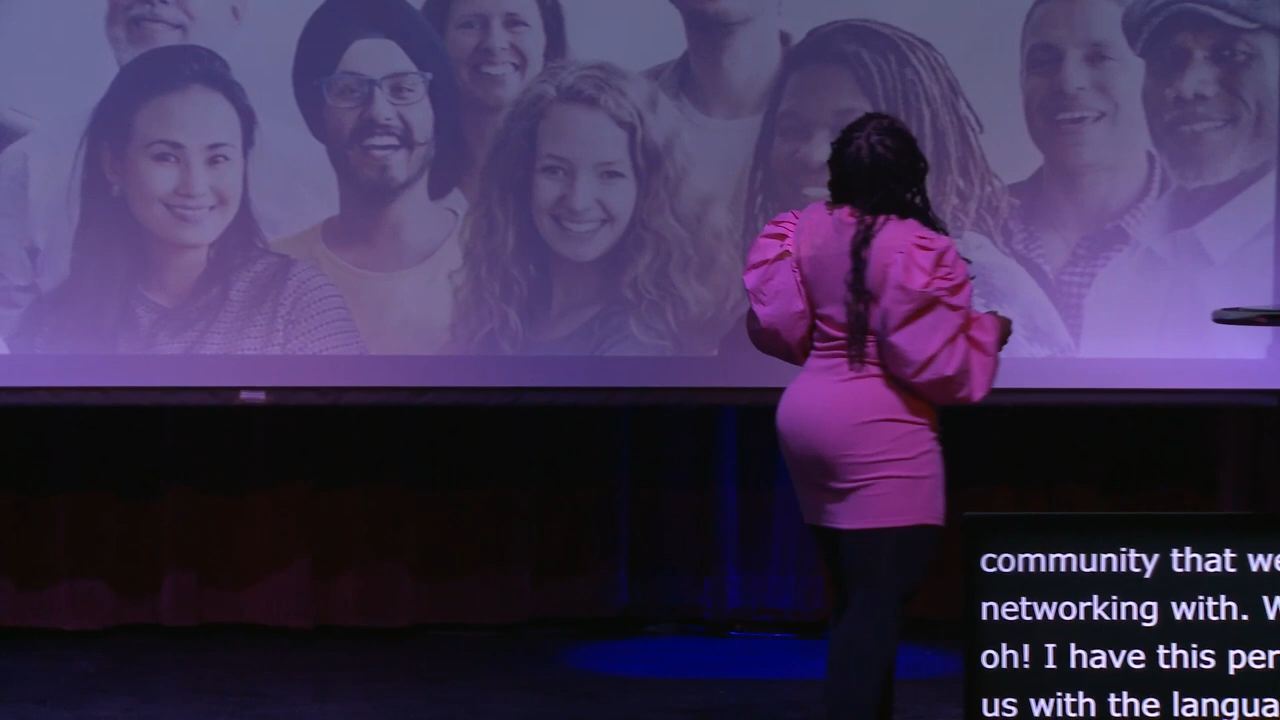 community that we
networking with. W
oh! I have this per
us with the langua